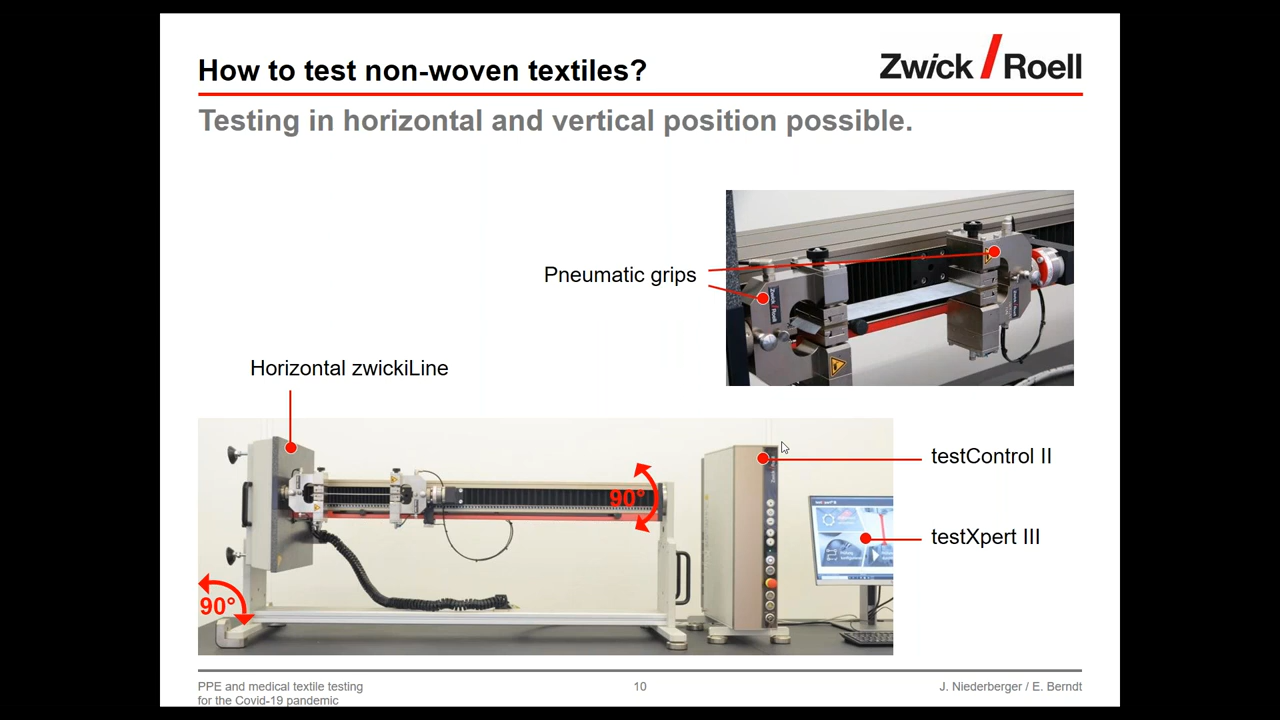 How to test non-woven textiles?
Zwick / Roell
Testing in horizontal and vertical position possible.
Pneumatic grips
Zwick
Roell
Horizontal zwickiLine
90°
90°
testControl II
testXpert III
PPE and medical textile testing
for the Covid-19 pandemic
10
J. Niederberger / E. Berndt